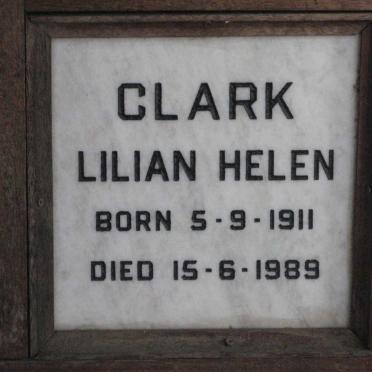 CLARK
LILIAN HELEN
BORN 5-9-1911
DIED 15-6-1989